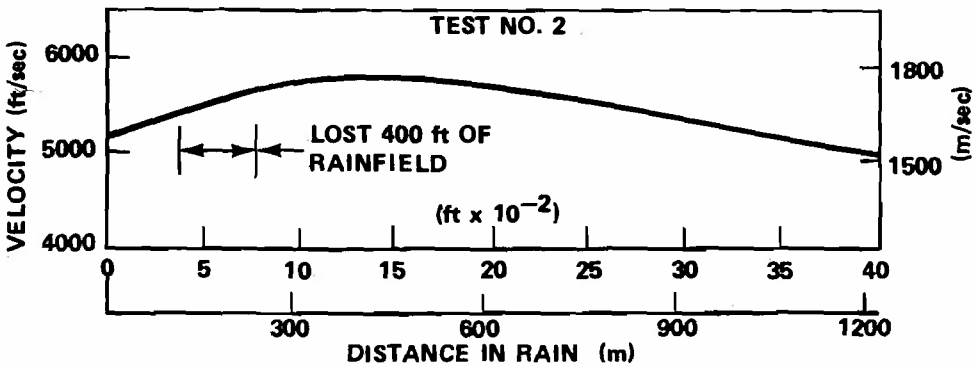 TEST NO. 2
VELOCITY (ft/sec)
6000
5000
4000
1800
1500
(m/sec)
LOST 400 ft OF
RAINFIELD
(ft x 10⁻²)
0 5 10 15 20 25 30 35 40
300 600 900 1200
DISTANCE IN RAIN (m)